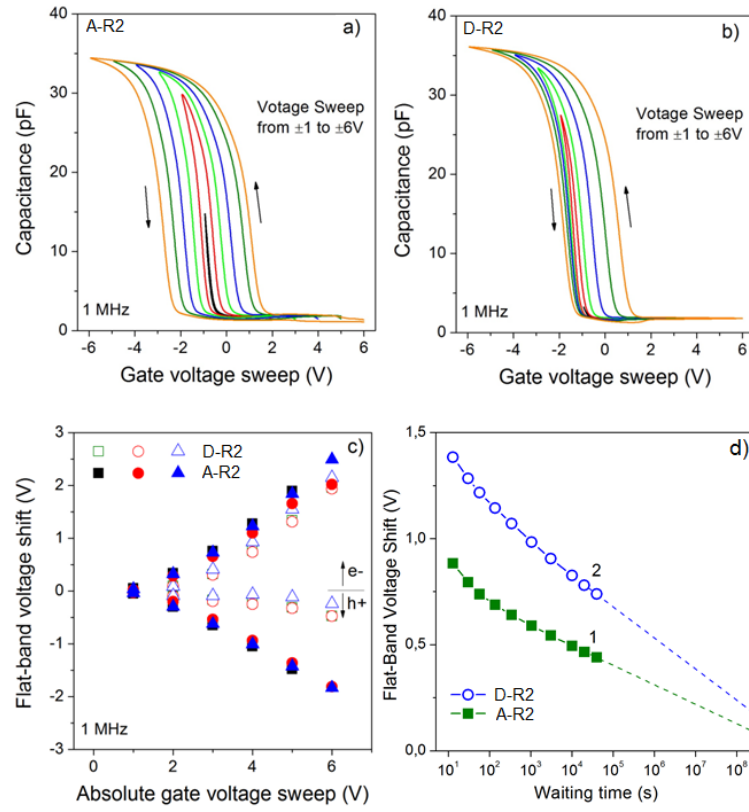 A-R2
a)
Votage Sweep
from ±1 to ±6V
1 MHz
Capacitance (pF)
40
30
20
10
0
-6 -4 -2 0 2 4 6
Gate voltage sweep (V)
D-R2
b)
Votage Sweep
from ±1 to ±6V
1 MHz
Capacitance (pF)
40
30
20
10
0
-6 -4 -2 0 2 4 6
Gate voltage sweep (V)
c)
D-R2
A-R2
e-
h+
1 MHz
Flat-band voltage shift (V)
3
2
1
0
-1
-2
-3
0 2 4 6
Absolute gate voltage sweep (V)
d)
2
1
D-R2
A-R2
Flat-Band Voltage Shift (V)
1,5
1,0
0,5
0,0
10¹ 10² 10³ 10⁴ 10⁵ 10⁶ 10⁷ 10⁸
Waiting time (s)